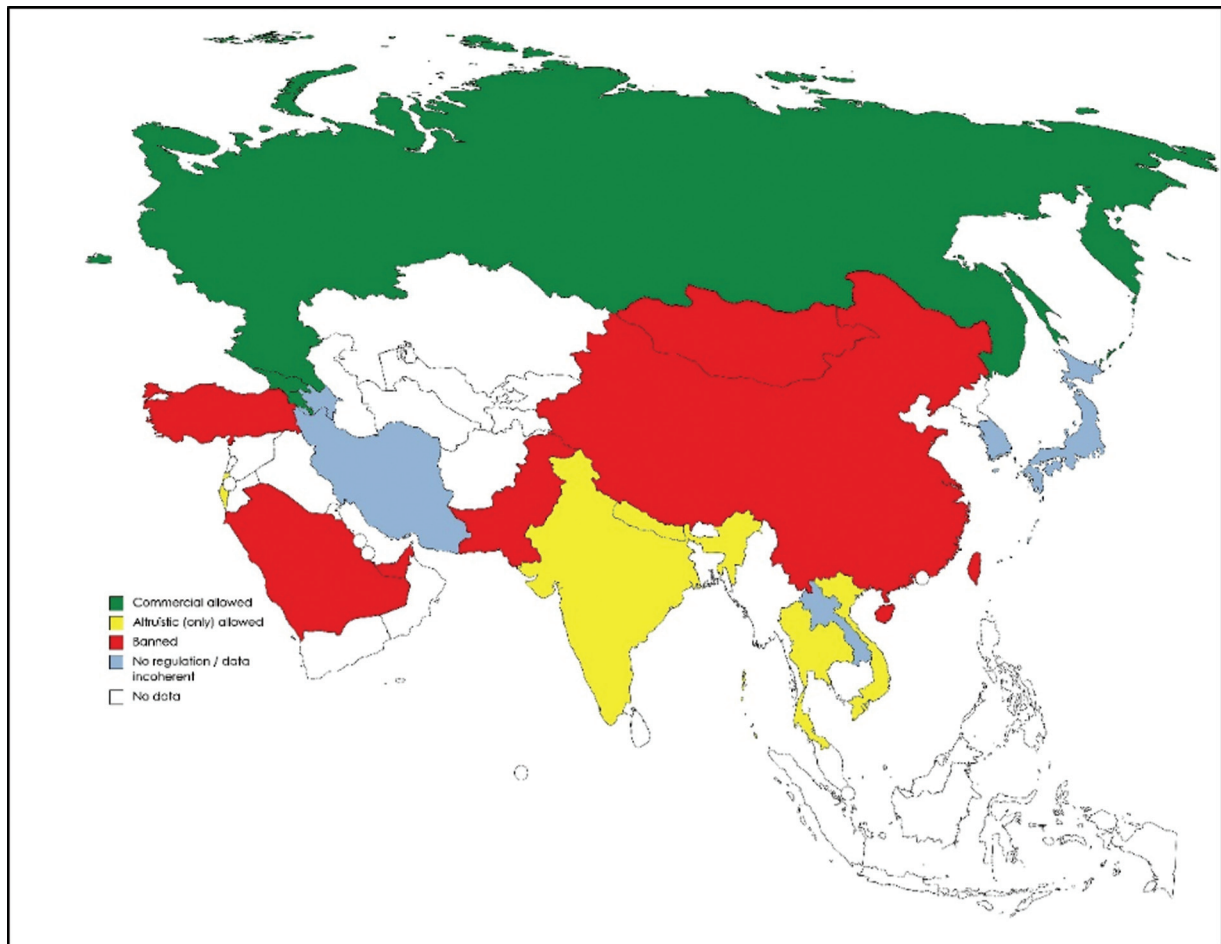 Commercial allowed
Altruistic (only) allowed
Banned
No regulation / data
incoherent
No data